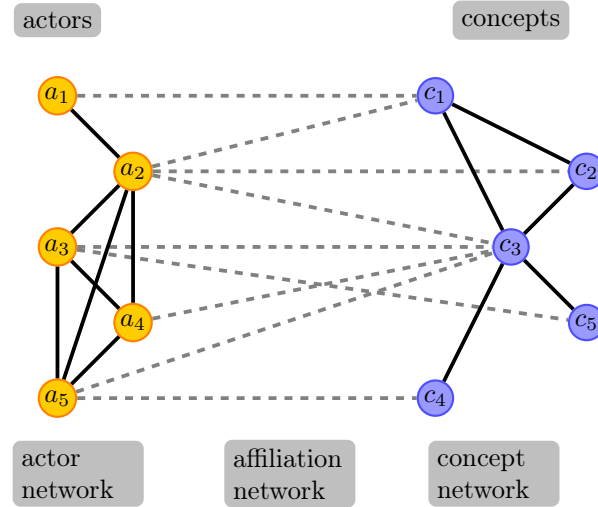 actors
concepts
a1
c1
a2
c2
a3
c3
a4
c5
a5
c4
actor
network
affiliation
network
concept
network